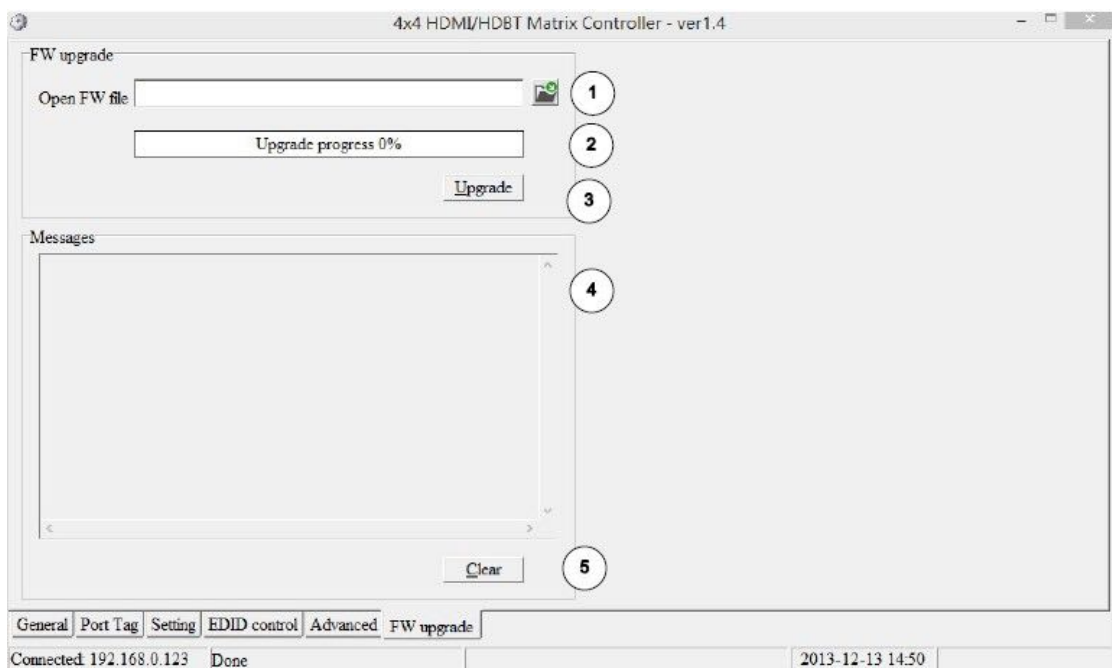 4x4 HDMI/HDBT Matrix Controller - ver1.4
FW upgrade
Open FW file
1
Upgrade progress 0%
2
Upgrade
3
Messages
4
Clear
5
General Port Tag Setting EDID control Advanced FW upgrade
Connected: 192.168.0.123 Done 2013-12-13 14:50